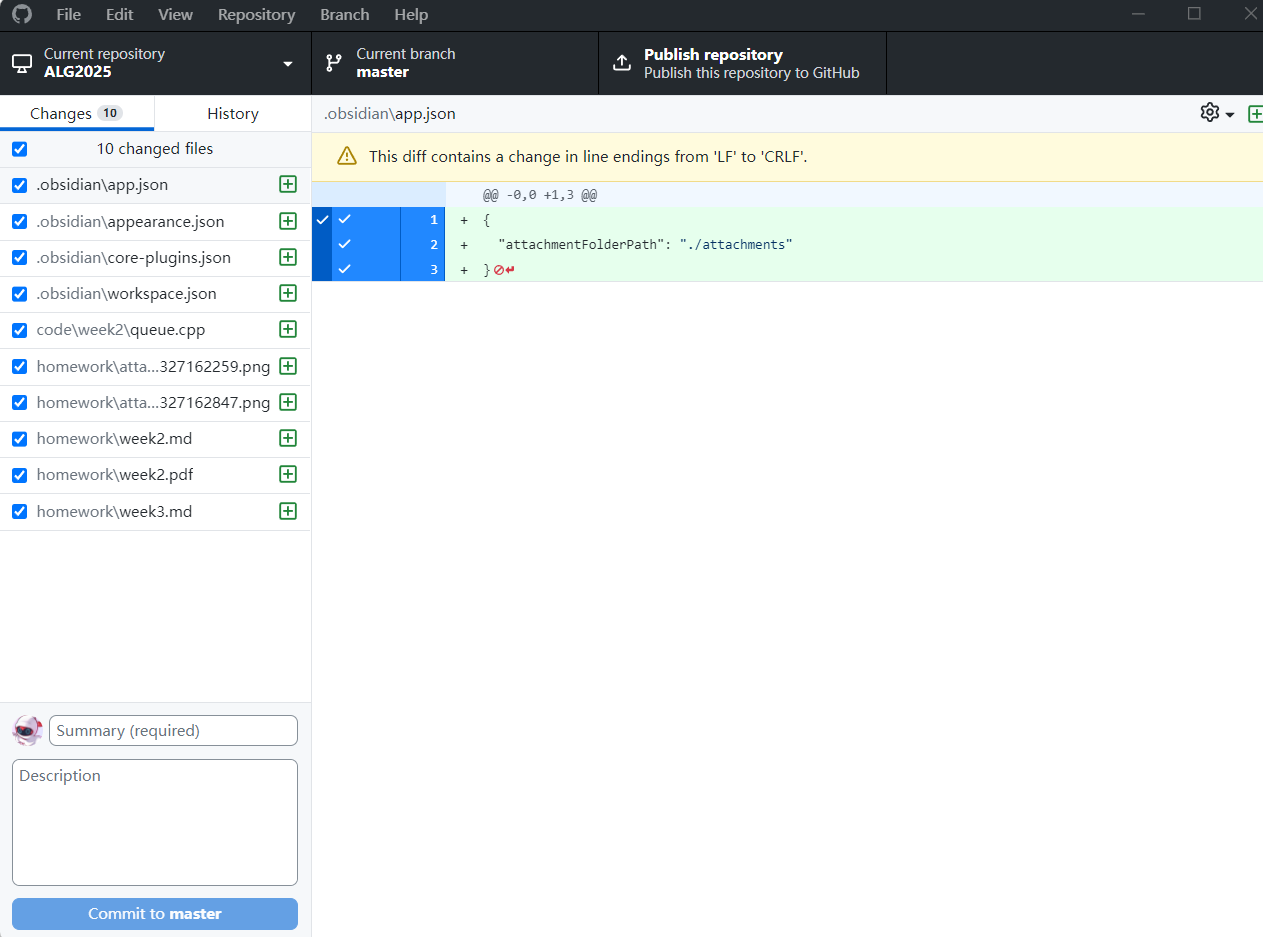 File Edit View Repository Branch Help
Current repository
ALG2025
Current branch
master
Publish repository
Publish this repository to GitHub
Changes 10
History
10 changed files
.obsidian\app.json
.obsidian\appearance.json
.obsidian\core-plugins.json
.obsidian\workspace.json
code\week2\queue.cpp
homework\atta...327162259.png
homework\atta...327162847.png
homework\week2.md
homework\week2.pdf
homework\week3.md
Summary (required)
Description
Commit to master
.obsidian\app.json
This diff contains a change in line endings from 'LF' to 'CRLF'.
@@ -0,0 +1,3 @@
1 + {
2 + "attachmentFolderPath": "./attachments"
3 + }